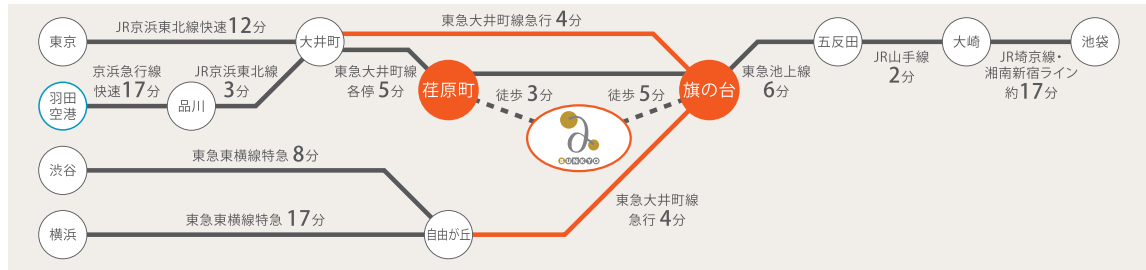 東京
JR京浜東北線快速12分
大井町
東急大井町線急行4分
五反田
JR山手線
2分
大崎
JR埼京線・
湘南新宿ライン
約17分
池袋
羽田
空港
京浜急行線
快速17分
品川
JR京浜東北線
3分
東急大井町線
各停5分
荏原町
徒歩3分
徒歩5分
旗の台
東急池上線
6分
BUNKYO
渋谷
東急東横線特急8分
横浜
東急東横線特急17分
自由が丘
東急大井町線
急行4分